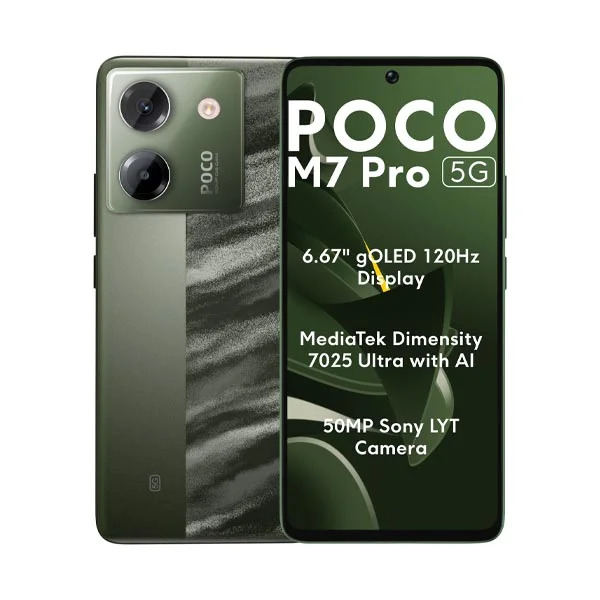 POCO
POCO
M7 Pro 5G
6.67" gOLED 120Hz
Display
MediaTek Dimensity
7025 Ultra with AI
50MP Sony LYT
Camera
5G